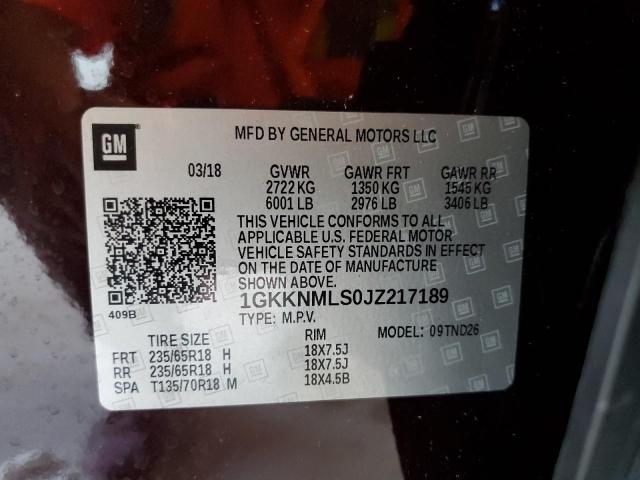 GM
MFD BY GENERAL MOTORS LLC
03/18 GVWR GAWR FRT GAWR RR
2722 KG 1350 KG 1545 KG
6001 LB 2976 LB 3406 LB
THIS VEHICLE CONFORMS TO ALL
APPLICABLE U.S. FEDERAL MOTOR
VEHICLE SAFETY STANDARDS IN EFFECT
ON THE DATE OF MANUFACTURE
SHOWN ABOVE.
409B 1GKKNMLS0JZ217189
TYPE: M.P.V. MODEL: 09TND26
TIRE SIZE RIM
FRT 235/65R18 H 18X7.5J
RR 235/65R18 H 18X7.5J
SPA T135/70R18 M 18X4.5B